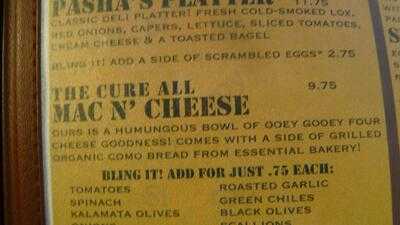 PASHA'S PLATTER 11.75
CLASSIC DELI PLATTER! FRESH COLD-SMOKED LOX,
RED ONIONS, CAPERS, LETTUCE, SLICED TOMATOES,
CREAM CHEESE & A TOASTED BAGEL
BLING IT! ADD A SIDE OF SCRAMBLED EGGS* 2.75
THE CURE ALL 9.75
MAC N' CHEESE
OURS IS A HUMUNGOUS BOWL OF OOEY GOOEY FOUR
CHEESE GOODNESS! COMES WITH A SIDE OF GRILLED
ORGANIC COMO BREAD FROM ESSENTIAL BAKERY!
BLING IT! ADD FOR JUST .75 EACH:
TOMATOES ROASTED GARLIC
SPINACH GREEN CHILES
KALAMATA OLIVES BLACK OLIVES
SCALLIONS